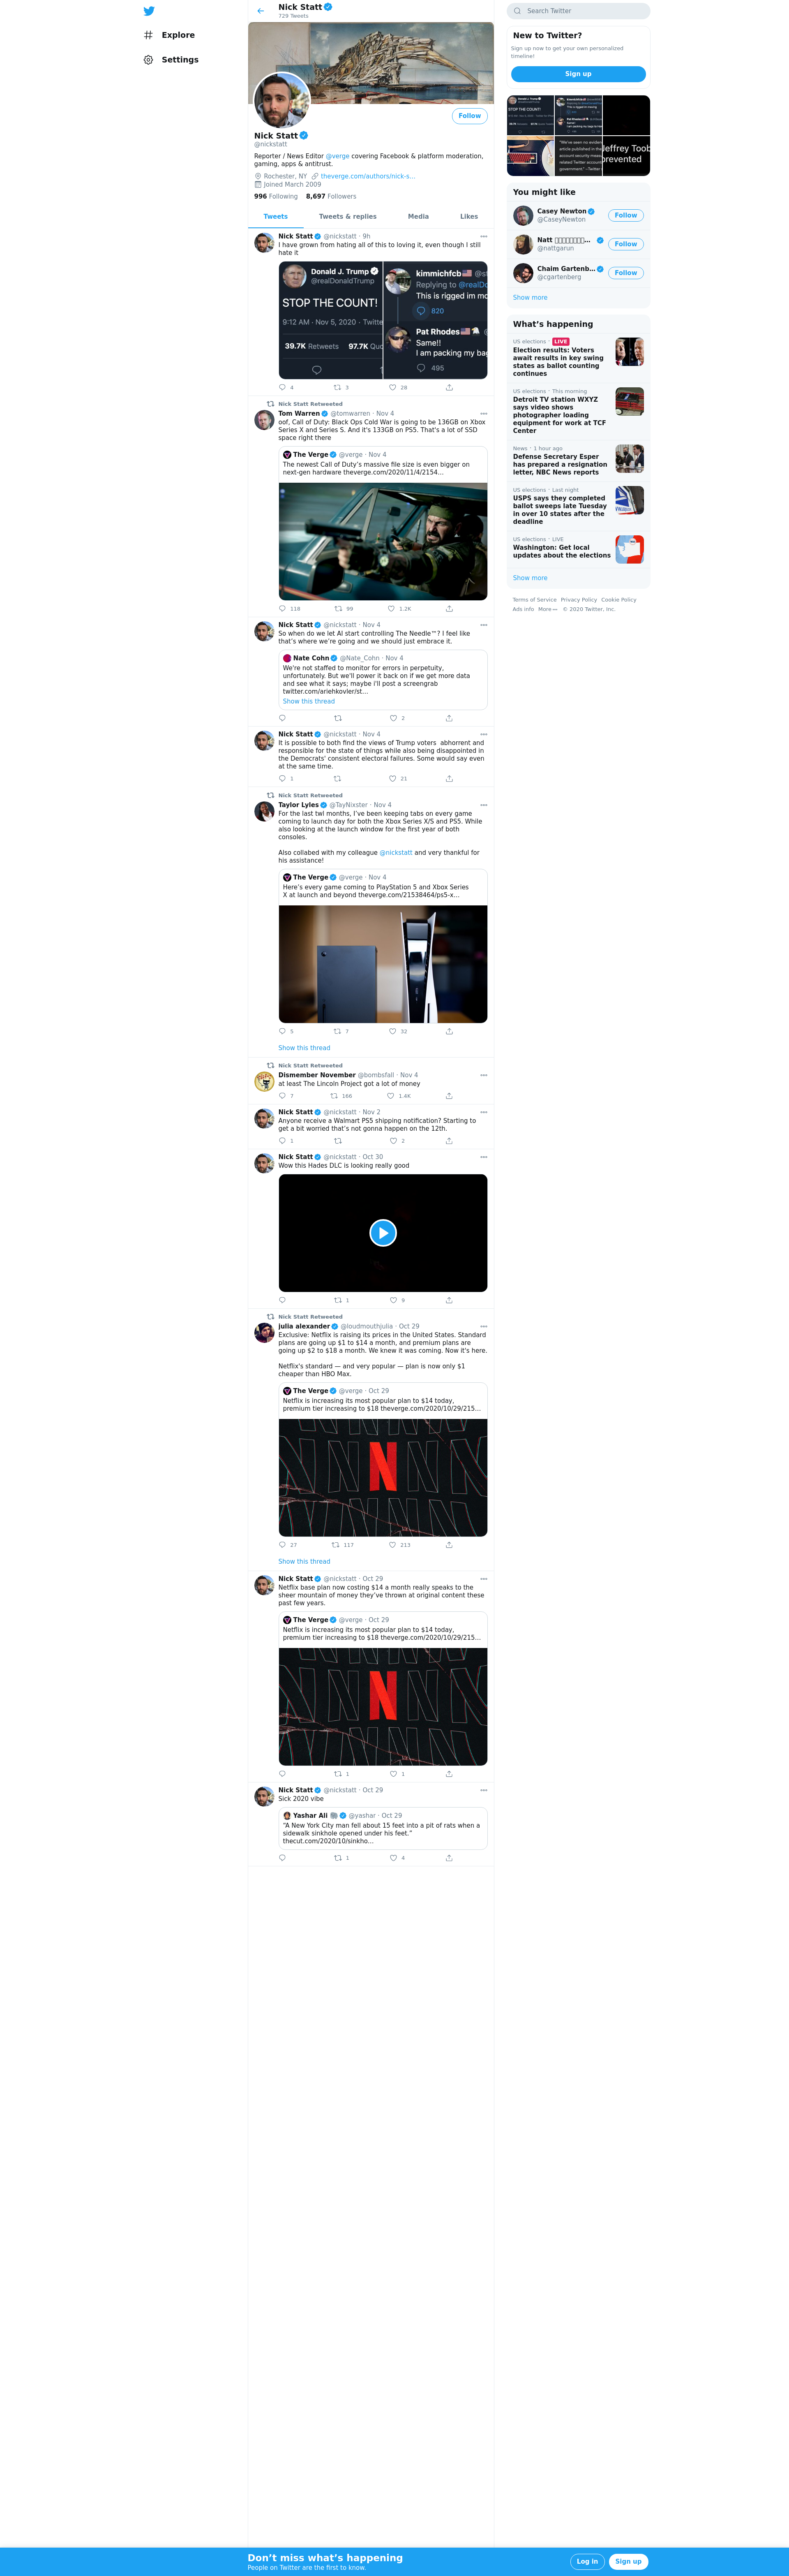 Explore
Settings
Nick Statt
729 Tweets
Follow
Nick Statt
@nickstatt
Reporter / News Editor @verge covering Facebook & platform moderation,
gaming, apps & antitrust.
Rochester, NY theverge.com/authors/nick-s…
Joined March 2009
996 Following 8,697 Followers
Tweets Tweets & replies Media Likes
Nick Statt @nickstatt · 9h
I have grown from hating all of this to loving it, even though I still
hate it
Donald J. Trump
@realDonaldTrump
STOP THE COUNT!
9:12 AM · Nov 5, 2020 · Twitte
39.7K Retweets 97.7K Quo
kimmichfcb
Replying to @realDo
This is rigged im mo
820
Pat Rhodes
Same!!
I am packing my bag
495
4 3 28
Nick Statt Retweeted
Tom Warren @tomwarren · Nov 4
oof, Call of Duty: Black Ops Cold War is going to be 136GB on Xbox
Series X and Series S. And it's 133GB on PS5. That's a lot of SSD
space right there
The Verge @verge · Nov 4
The newest Call of Duty's massive file size is even bigger on
next-gen hardware theverge.com/2020/11/4/2154…
118 99 1.2K
Nick Statt @nickstatt · Nov 4
So when do we let AI start controlling The Needle™? I feel like
that's where we're going and we should just embrace it.
Nate Cohn @Nate_Cohn · Nov 4
We're not staffed to monitor for errors in perpetuity,
unfortunately. But we'll power it back on if we get more data
and see what it says; maybe i'll post a screengrab
twitter.com/ariehkovler/st…
Show this thread
2
Nick Statt @nickstatt · Nov 4
It is possible to both find the views of Trump voters abhorrent and
responsible for the state of things while also being disappointed in
the Democrats' consistent electoral failures. Some would say even
at the same time.
1 21
Nick Statt Retweeted
Taylor Lyles @TayNixster · Nov 4
For the last twl months, I've been keeping tabs on every game
coming to launch day for both the Xbox Series X/S and PS5. While
also looking at the launch window for the first year of both
consoles.
Also collabed with my colleague @nickstatt and very thankful for
his assistance!
The Verge @verge · Nov 4
Here's every game coming to PlayStation 5 and Xbox Series
X at launch and beyond theverge.com/21538464/ps5-x…
5 7 32
Show this thread
Nick Statt Retweeted
Dismember November @bombsfall · Nov 4
at least The Lincoln Project got a lot of money
7 166 1.4K
Nick Statt @nickstatt · Nov 2
Anyone receive a Walmart PS5 shipping notification? Starting to
get a bit worried that's not gonna happen on the 12th.
1 2
Nick Statt @nickstatt · Oct 30
Wow this Hades DLC is looking really good
1 9
Nick Statt Retweeted
julia alexander @loudmouthjulia · Oct 29
Exclusive: Netflix is raising its prices in the United States. Standard
plans are going up $1 to $14 a month, and premium plans are
going up $2 to $18 a month. We knew it was coming. Now it's here.
Netflix's standard — and very popular — plan is now only $1
cheaper than HBO Max.
The Verge @verge · Oct 29
Netflix is increasing its most popular plan to $14 today,
premium tier increasing to $18 theverge.com/2020/10/29/215…
27 117 213
Show this thread
Nick Statt @nickstatt · Oct 29
Netflix base plan now costing $14 a month really speaks to the
sheer mountain of money they've thrown at original content these
past few years.
The Verge @verge · Oct 29
Netflix is increasing its most popular plan to $14 today,
premium tier increasing to $18 theverge.com/2020/10/29/215…
1 1
Nick Statt @nickstatt · Oct 29
Sick 2020 vibe
Yashar Ali @yashar · Oct 29
"A New York City man fell about 15 feet into a pit of rats when a
sidewalk sinkhole opened under his feet."
thecut.com/2020/10/sinkho…
1 4
Search Twitter
New to Twitter?
Sign up now to get your own personalized
timeline!
Sign up
STOP THE COUNT!
Jeffrey Toob
prevented
You might like
Casey Newton
@CaseyNewton
Follow
Natt
@nattgarun
Follow
Chaim Gartenb…
@cgartenberg
Follow
Show more
What's happening
US elections · LIVE
Election results: Voters
await results in key swing
states as ballot counting
continues
US elections · This morning
Detroit TV station WXYZ
says video shows
photographer loading
equipment for work at TCF
Center
News · 1 hour ago
Defense Secretary Esper
has prepared a resignation
letter, NBC News reports
US elections · Last night
USPS says they completed
ballot sweeps late Tuesday
in over 10 states after the
deadline
US elections · LIVE
Washington: Get local
updates about the elections
Show more
Terms of Service Privacy Policy Cookie Policy
Ads info More © 2020 Twitter, Inc.
Don't miss what's happening
People on Twitter are the first to know.
Log in Sign up